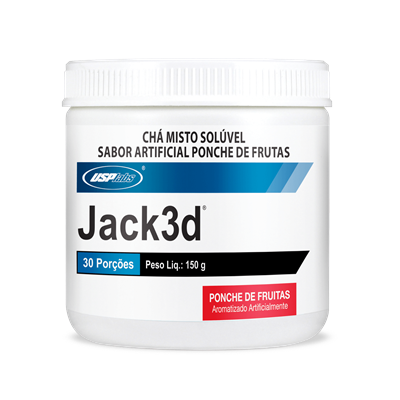 CHÁ MISTO SOLÚVEL
SABOR ARTIFICIAL PONCHE DE FRUTAS
USPlabs®
Jack3d®
30 Porções Peso Liq.: 150 g
PONCHE DE FRUITAS
Aromatizado Artificialmente